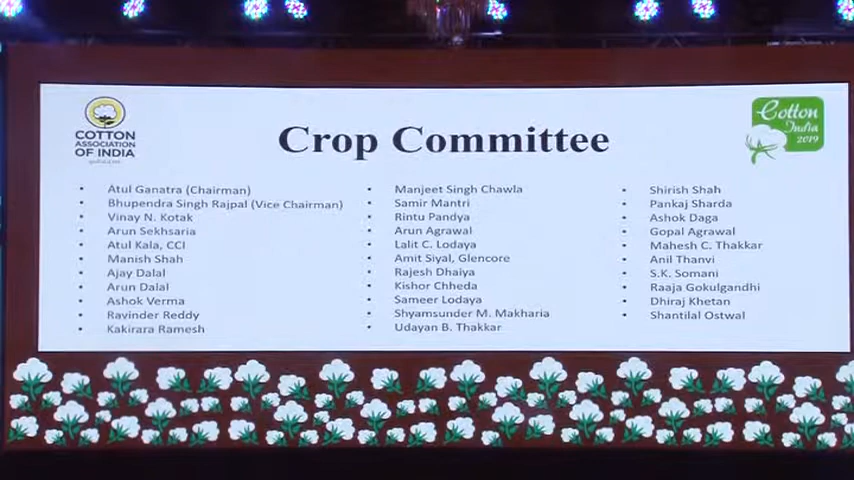 COTTON
ASSOCIATION
OF INDIA
Cotton
India
2019
Crop Committee
• Atul Ganatra (Chairman)
• Bhupendra Singh Rajpal (Vice Chairman)
• Vinay N. Kotak
• Arun Sekhsaria
• Atul Kala, CCI
• Manish Shah
• Ajay Dalal
• Arun Dalal
• Ashok Verma
• Ravinder Reddy
• Kakirara Ramesh
• Manjeet Singh Chawla
• Samir Mantri
• Rintu Pandya
• Arun Agrawal
• Lalit C. Lodaya
• Amit Siyal, Glencore
• Rajesh Dhaiya
• Kishor Chheda
• Sameer Lodaya
• Shyamsunder M. Makharia
• Udayan B. Thakkar
• Shirish Shah
• Pankaj Sharda
• Ashok Daga
• Gopal Agrawal
• Mahesh C. Thakkar
• Anil Thanvi
• S.K. Somani
• Raaja Gokulgandhi
• Dhiraj Khetan
• Shantilal Ostwal